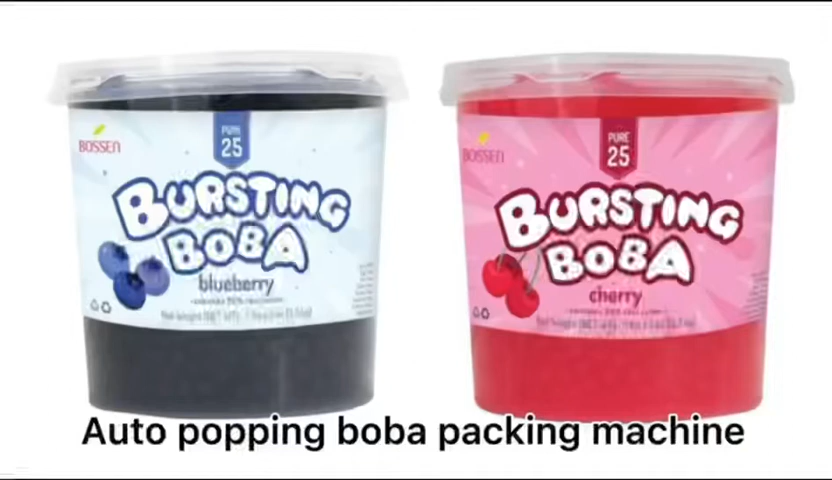 BOSSEN
PURE
25
BURSTING
BOBA
blueberry
BOSSEN
PURE
25
BURSTING
BOBA
cherry
Auto popping boba packing machine